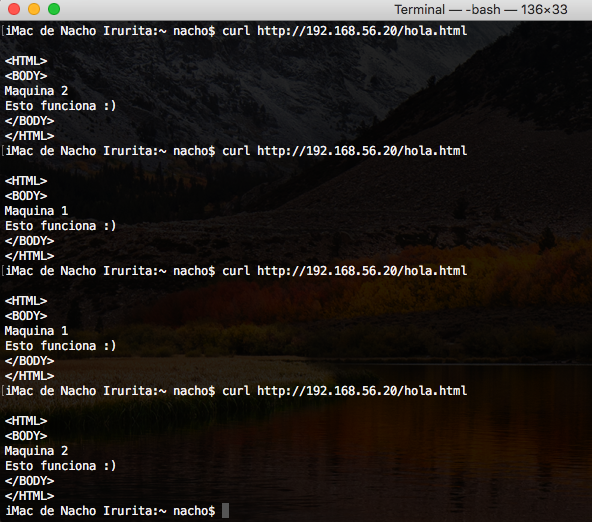 Terminal — -bash — 136×33
[iMac de Nacho Irurita:~ nacho$ curl http://192.168.56.20/hola.html
<HTML>
<BODY>
Maquina 2
Esto funciona :)
</BODY>
</HTML>
[iMac de Nacho Irurita:~ nacho$ curl http://192.168.56.20/hola.html
<HTML>
<BODY>
Maquina 1
Esto funciona :)
</BODY>
</HTML>
[iMac de Nacho Irurita:~ nacho$ curl http://192.168.56.20/hola.html
<HTML>
<BODY>
Maquina 1
Esto funciona :)
</BODY>
</HTML>
[iMac de Nacho Irurita:~ nacho$ curl http://192.168.56.20/hola.html
<HTML>
<BODY>
Maquina 2
Esto funciona :)
</BODY>
</HTML>
iMac de Nacho Irurita:~ nacho$